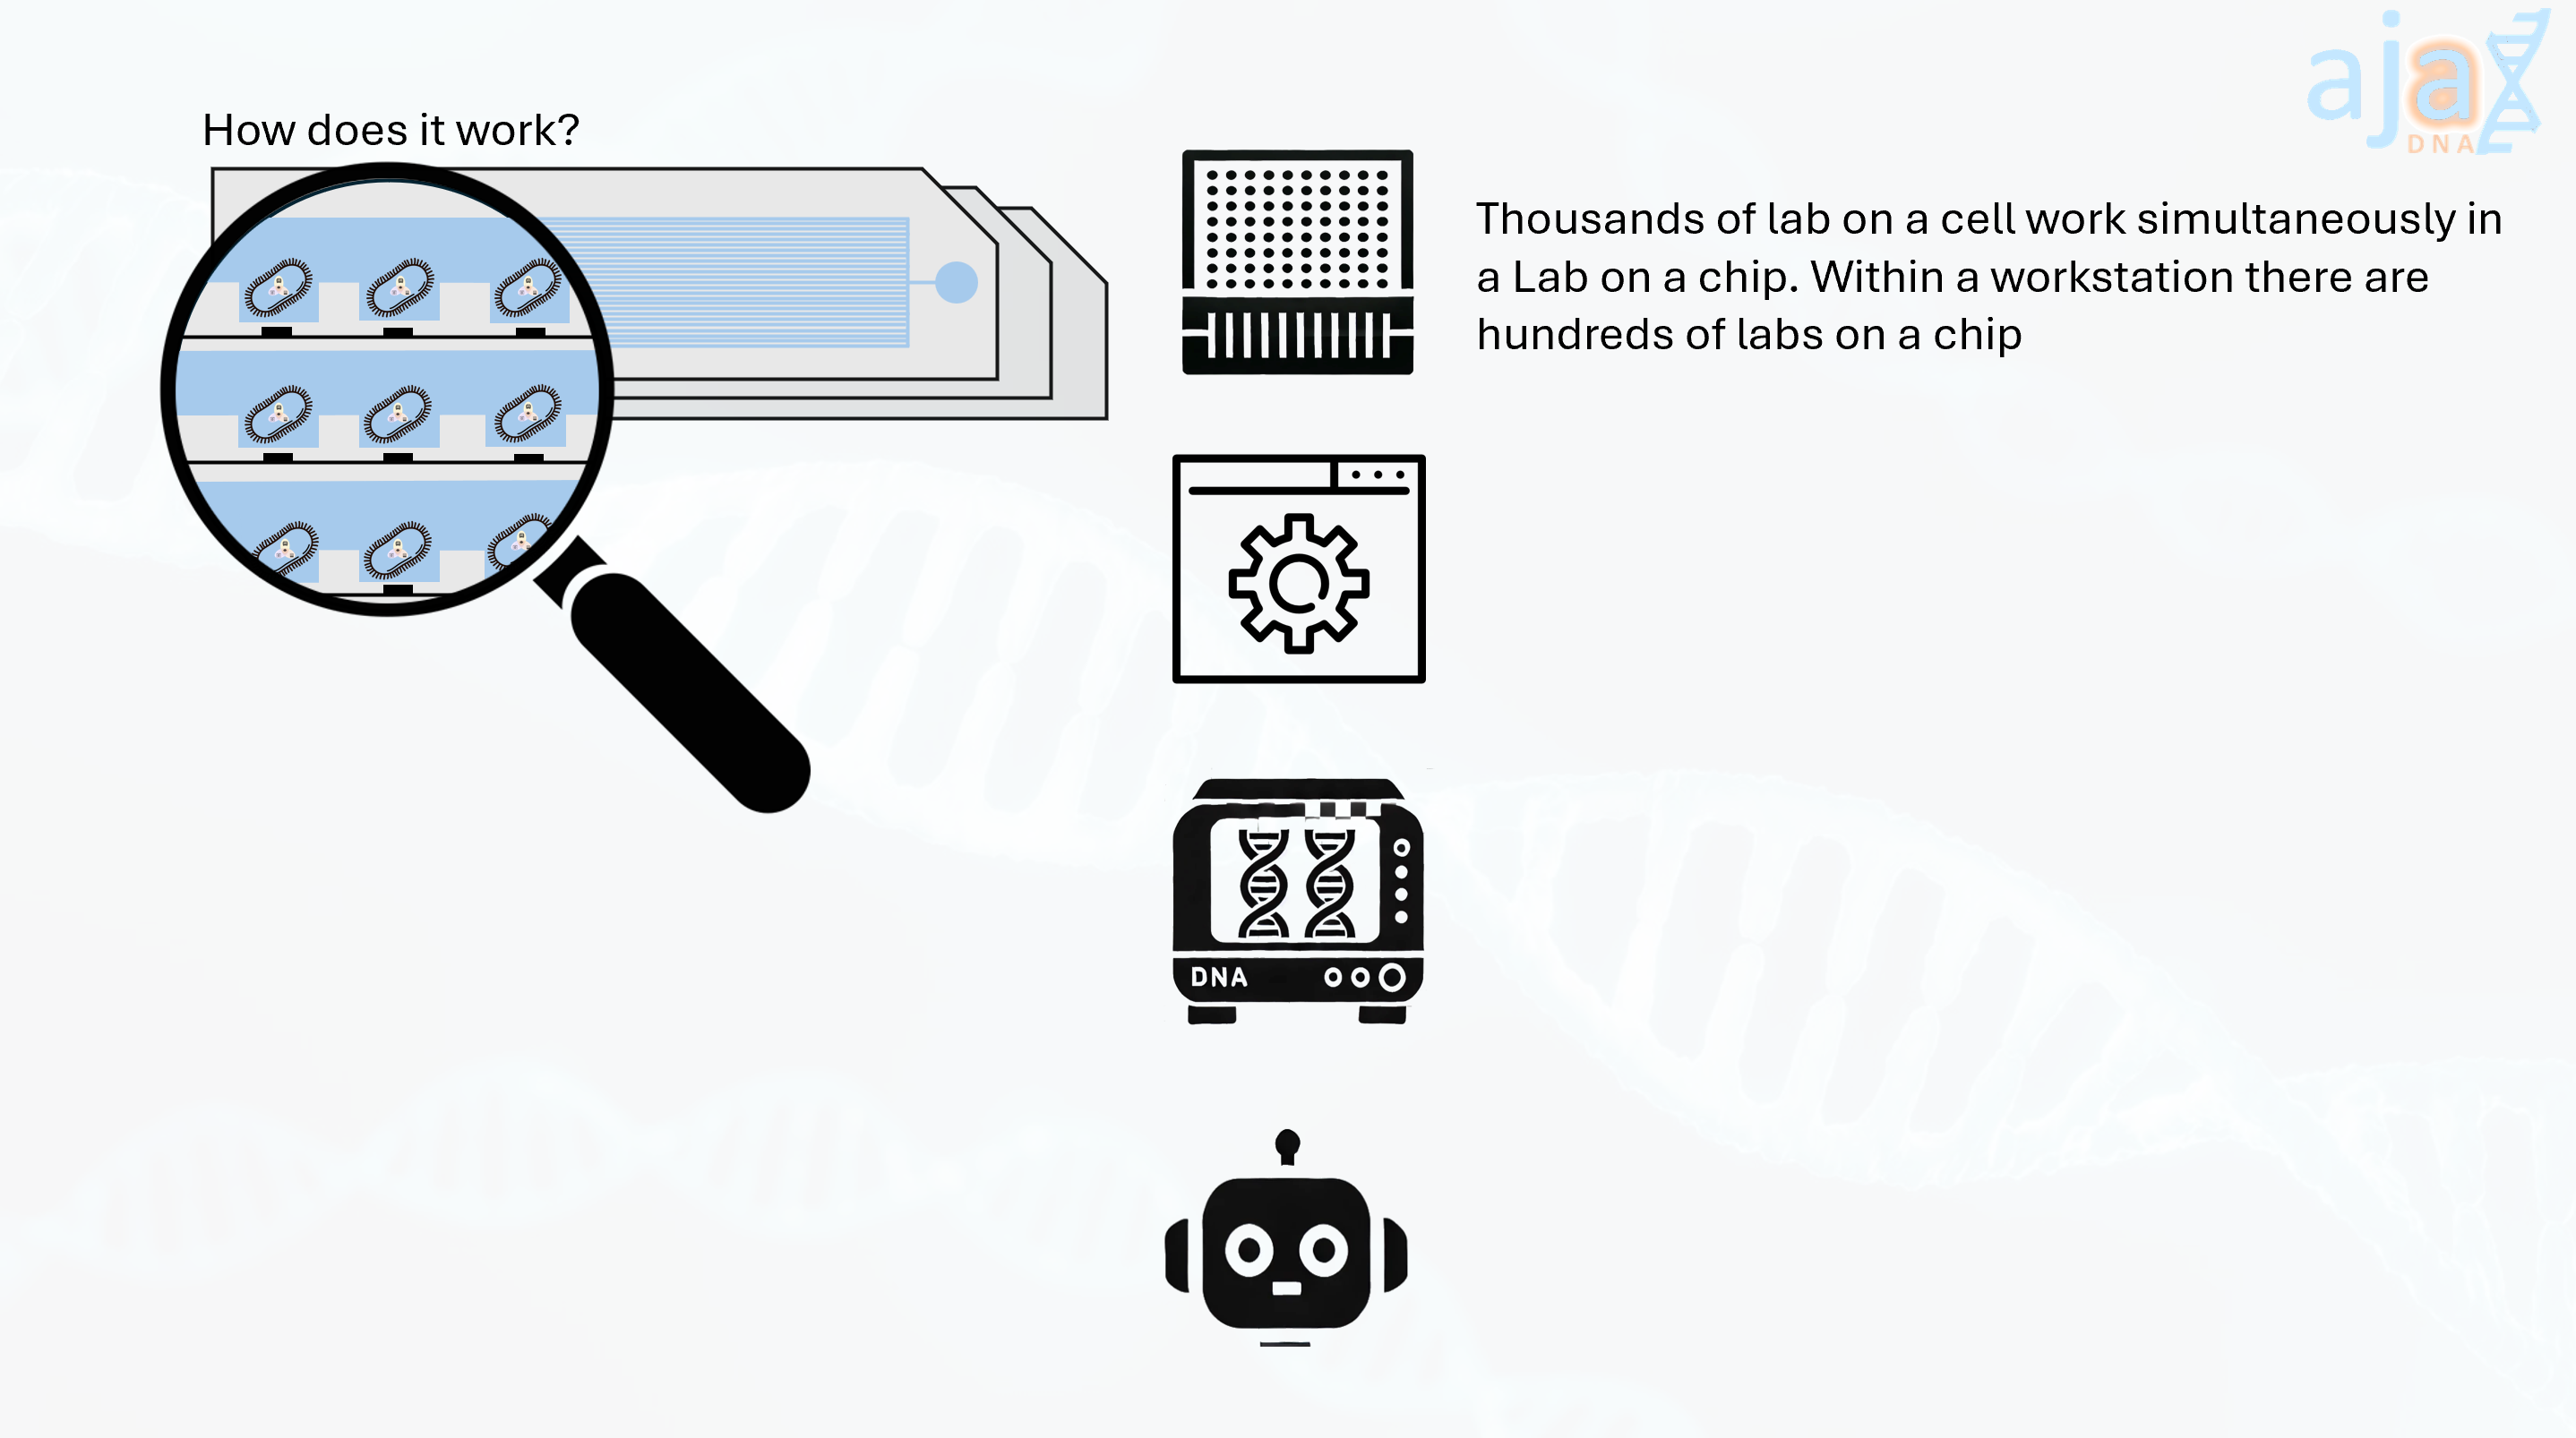 ajax
DNA
How does it work?
Thousands of lab on a cell work simultaneously in
a Lab on a chip. Within a workstation there are
hundreds of labs on a chip
DNA